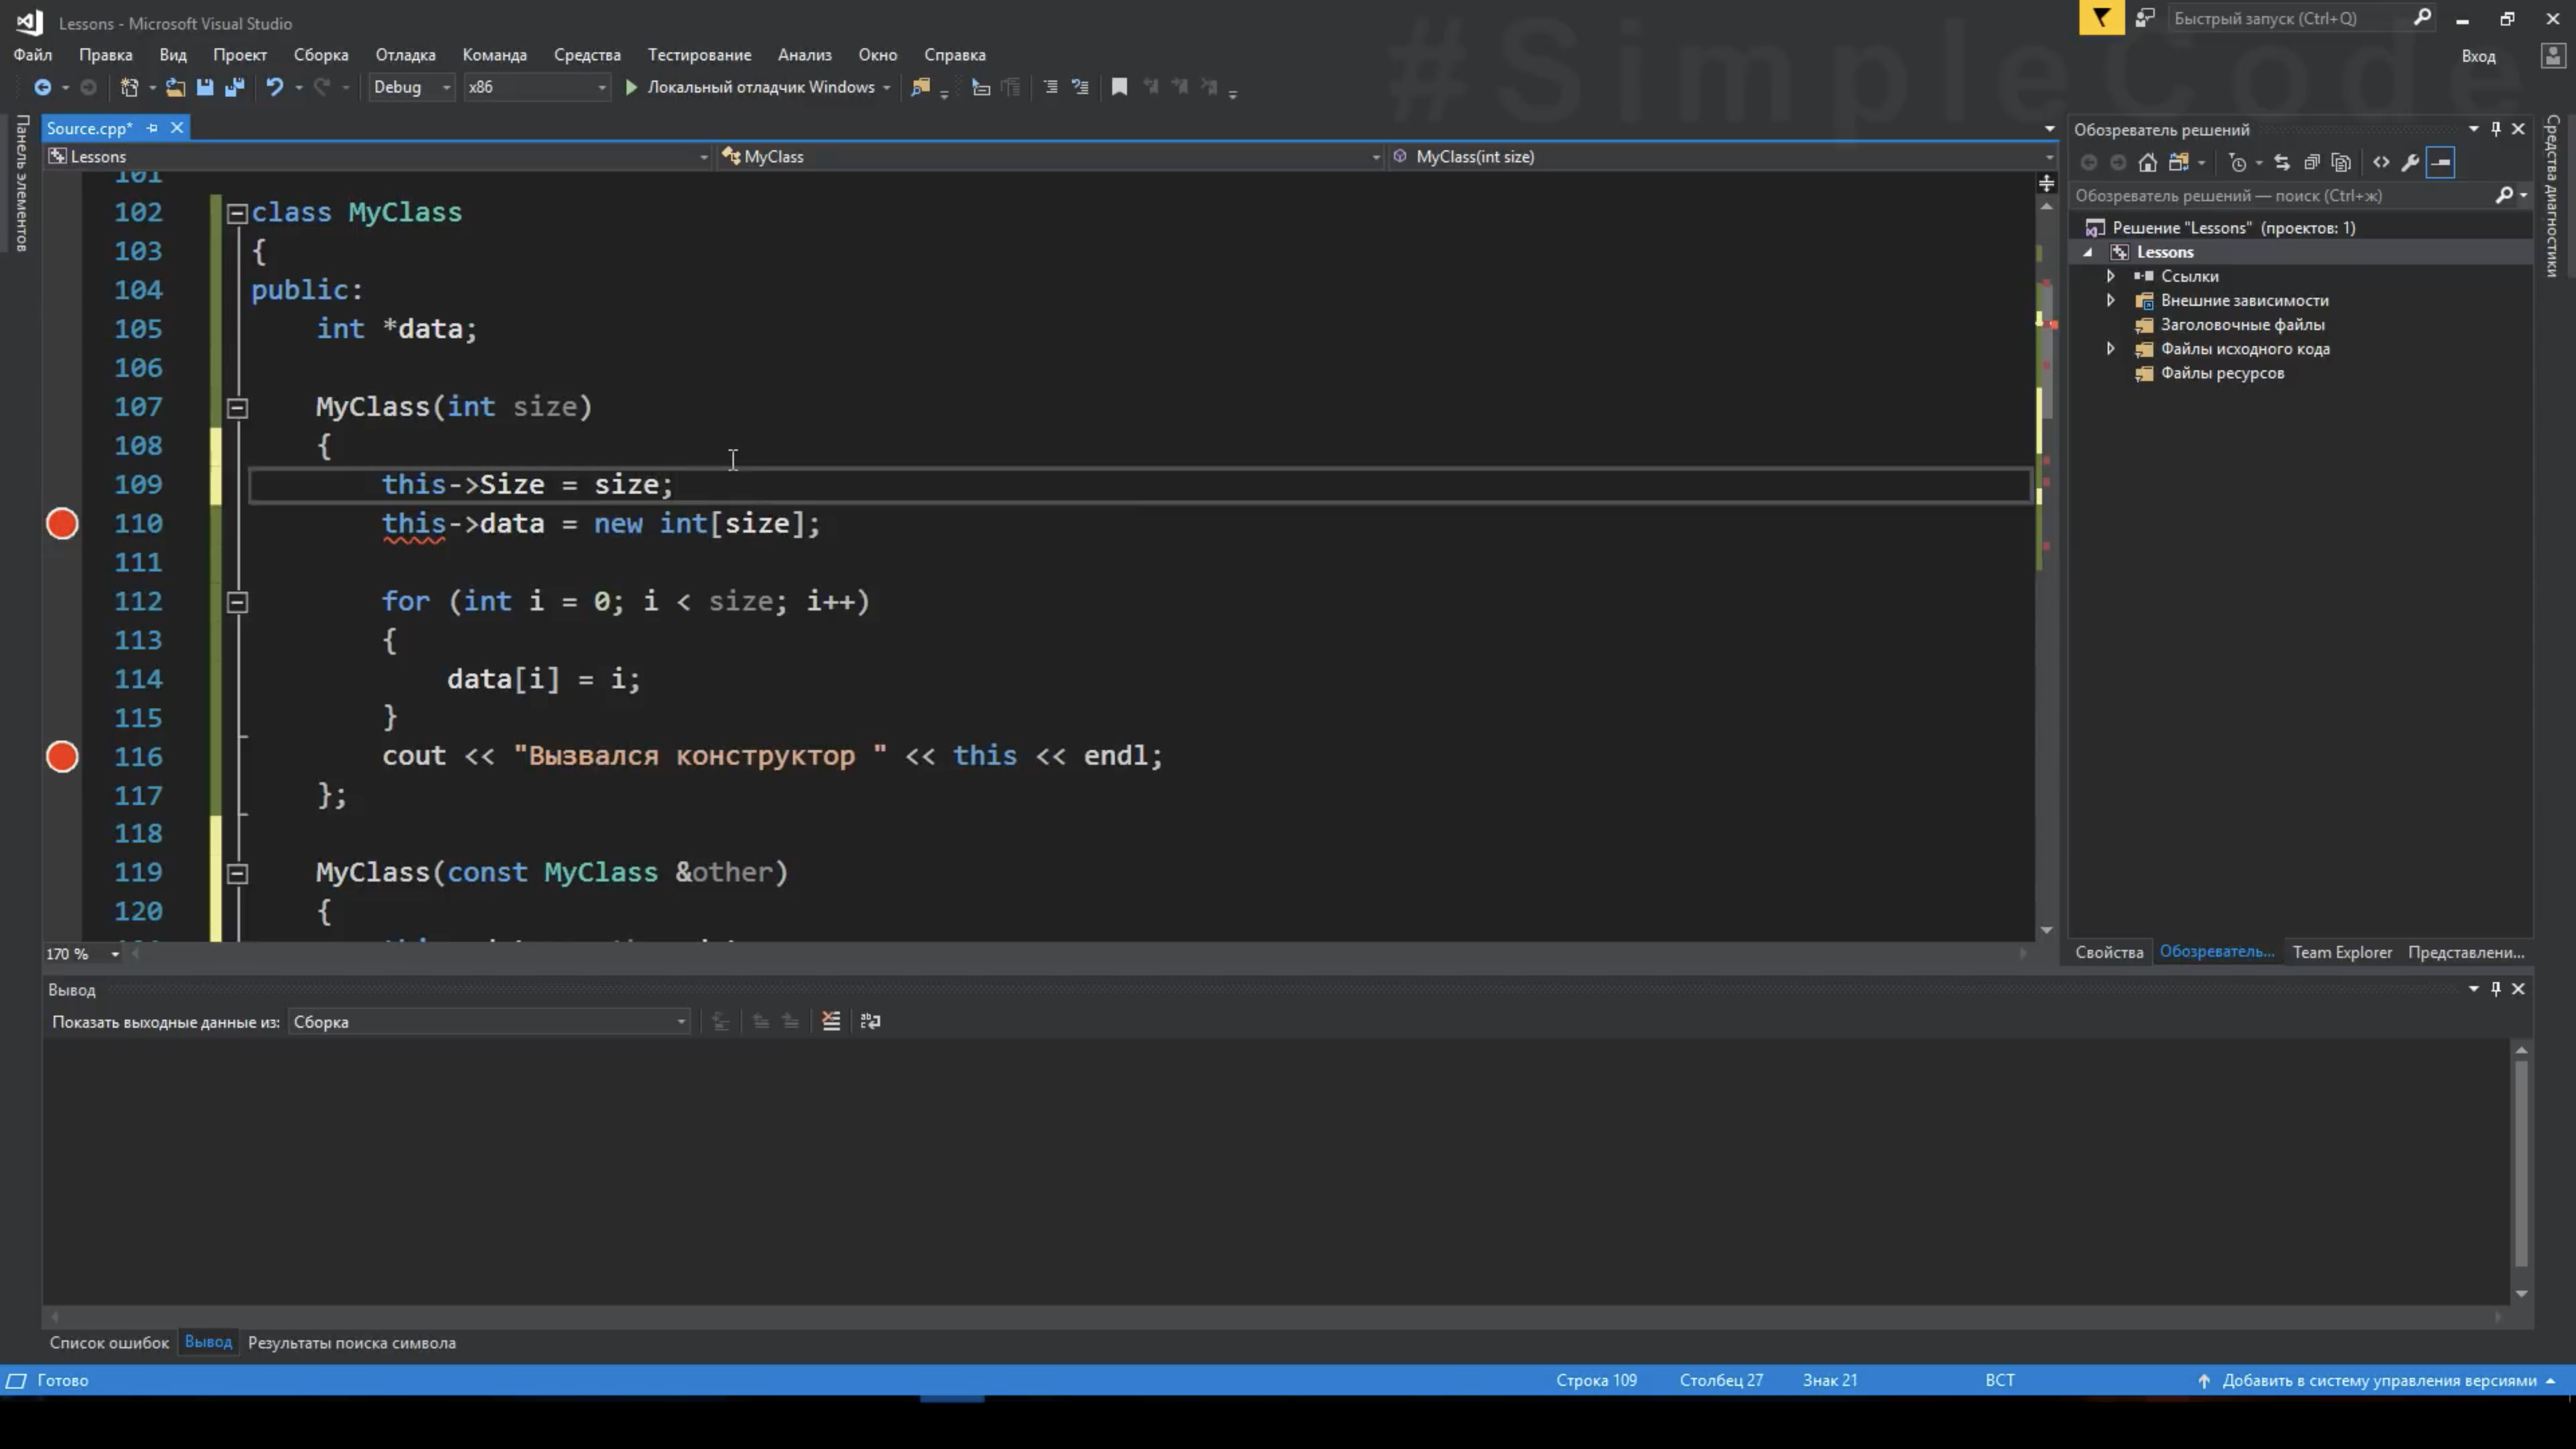 Lessons - Microsoft Visual Studio
Быстрый запуск (Ctrl+Q)
#SimpleCode
Файл Правка Вид Проект Сборка Отладка Команда Средства Тестирование Анализ Окно Справка
Вход
Debug x86 Локальный отладчик Windows
Панель элементов
Source.cpp*
Lessons MyClass MyClass(int size)
101
102 class MyClass
103 {
104 public:
105 int *data;
106
107 MyClass(int size)
108 {
109 this->Size = size;
110 this->data = new int[size];
111
112 for (int i = 0; i < size; i++)
113 {
114 data[i] = i;
115 }
116 cout << "Вызвался конструктор " << this << endl;
117 };
118
119 MyClass(const MyClass &other)
120 {
170 %
Обозреватель решений
Обозреватель решений — поиск (Ctrl+ж)
Решение "Lessons" (проектов: 1)
Lessons
Ссылки
Внешние зависимости
Заголовочные файлы
Файлы исходного кода
Файлы ресурсов
Свойства Обозреватель... Team Explorer Представлени...
Средства диагностики
Вывод
Показать выходные данные из: Сборка
Список ошибок Вывод Результаты поиска символа
Готово
Строка 109 Столбец 27 Знак 21 ВСТ Добавить в систему управления версиями